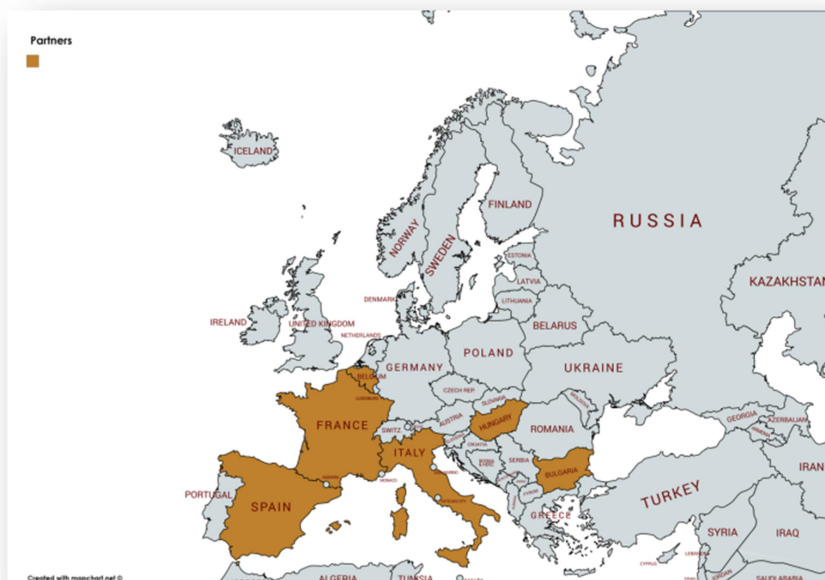 Partners
ICELAND
RUSSIA
FINLAND
NORWAY
SWEDEN
ESTONIA
LATVIA
LITHUANIA
KAZAKHSTAN
DENMARK
IRELAND
UNITED KINGDOM
NETHERLANDS
BELARUS
POLAND
GERMANY
UKRAINE
BELGIUM
CZECH REP.
LUXEMBURG
SLOVAKIA
MOLDOVA
FRANCE
SWITZ.
AUSTRIA
HUNGARY
ROMANIA
GEORGIA
AZERBAIJAN
ARMENIA
ITALY
CROATIA
SERBIA
BULGARIA
IRAN
MONACO
PORTUGAL
SPAIN
TURKEY
GREECE
SYRIA
IRAQ
CYPRUS
LEBANON
JORDAN
ALGERIA
TUNISIA
SAUDI ARABIA
Created with mapchart.net ©